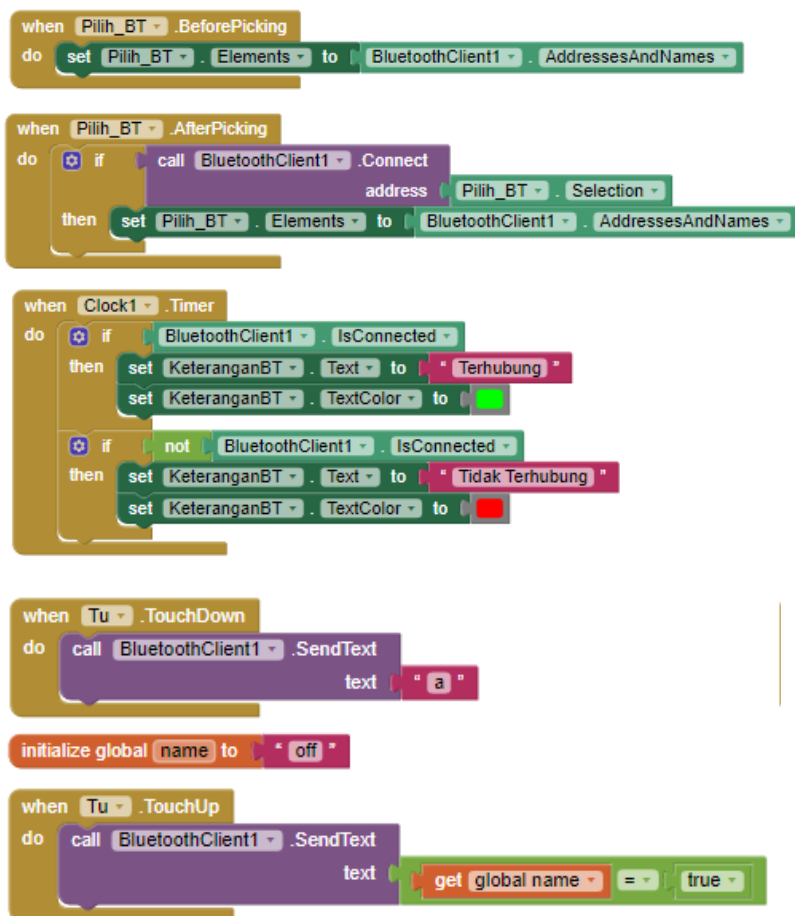 when Pilih_BT .BeforePicking
do set Pilih_BT . Elements to BluetoothClient1 . AddressesAndNames
when Pilih_BT .AfterPicking
do if call BluetoothClient1 .Connect
address Pilih_BT . Selection
then set Pilih_BT . Elements to BluetoothClient1 . AddressesAndNames
when Clock1 .Timer
do if BluetoothClient1 . IsConnected
then set KeteranganBT . Text to " Terhubung "
set KeteranganBT . TextColor to
if not BluetoothClient1 . IsConnected
then set KeteranganBT . Text to " Tidak Terhubung "
set KeteranganBT . TextColor to
when Tu .TouchDown
do call BluetoothClient1 .SendText
text " a "
initialize global name to " off "
when Tu .TouchUp
do call BluetoothClient1 .SendText
text get global name = true